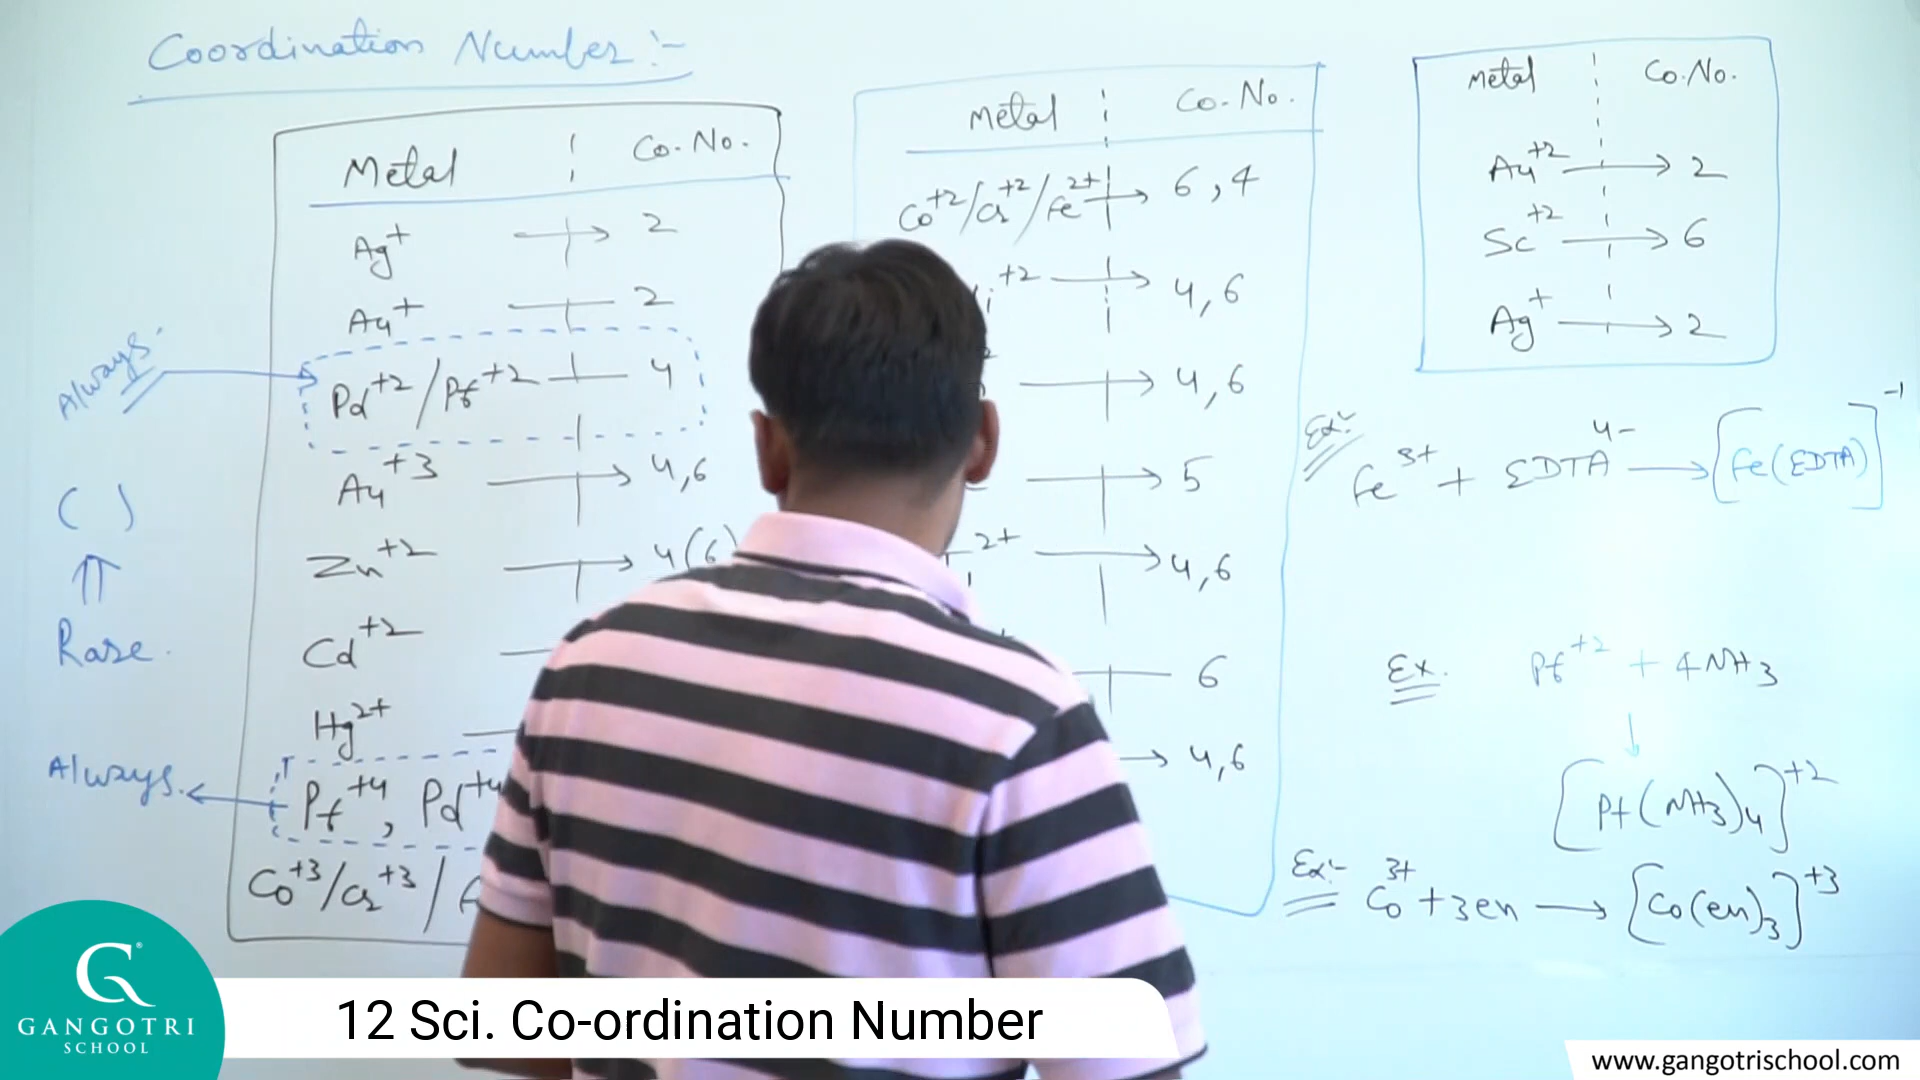 Coordination Number :-
Metal Co. No.
Ag+ → 2
Au+ — 2
Always.
Pd+2 / Pt+2 — 4
Au+3 → 4,6
( )
⇑
Rare.
Zn+2 → 4(6)
Cd+2
Hg2+
Always.
Pt+4, Pd+4
Co+3/Cr+3/
Metal Co. No.
Co+2/Cr+2/Fe2+ → 6, 4
+2 → 4,6
→ 4,6
→ 5
2+ → 4,6
6
→ 4,6
Metal Co. No.
Au+2 → 2
Sc+2 → 6
Ag+ → 2
Ex:-
Fe3+ + EDTA4- → [Fe(EDTA)]-1
Ex. Pt+2 + 4NH3
↓
[Pt(NH3)4]+2
Ex:- Co3+ + 3en → [Co(en)3]+3
G®
GANGOTRI
SCHOOL
12 Sci. Co-ordination Number
www.gangotrischool.com